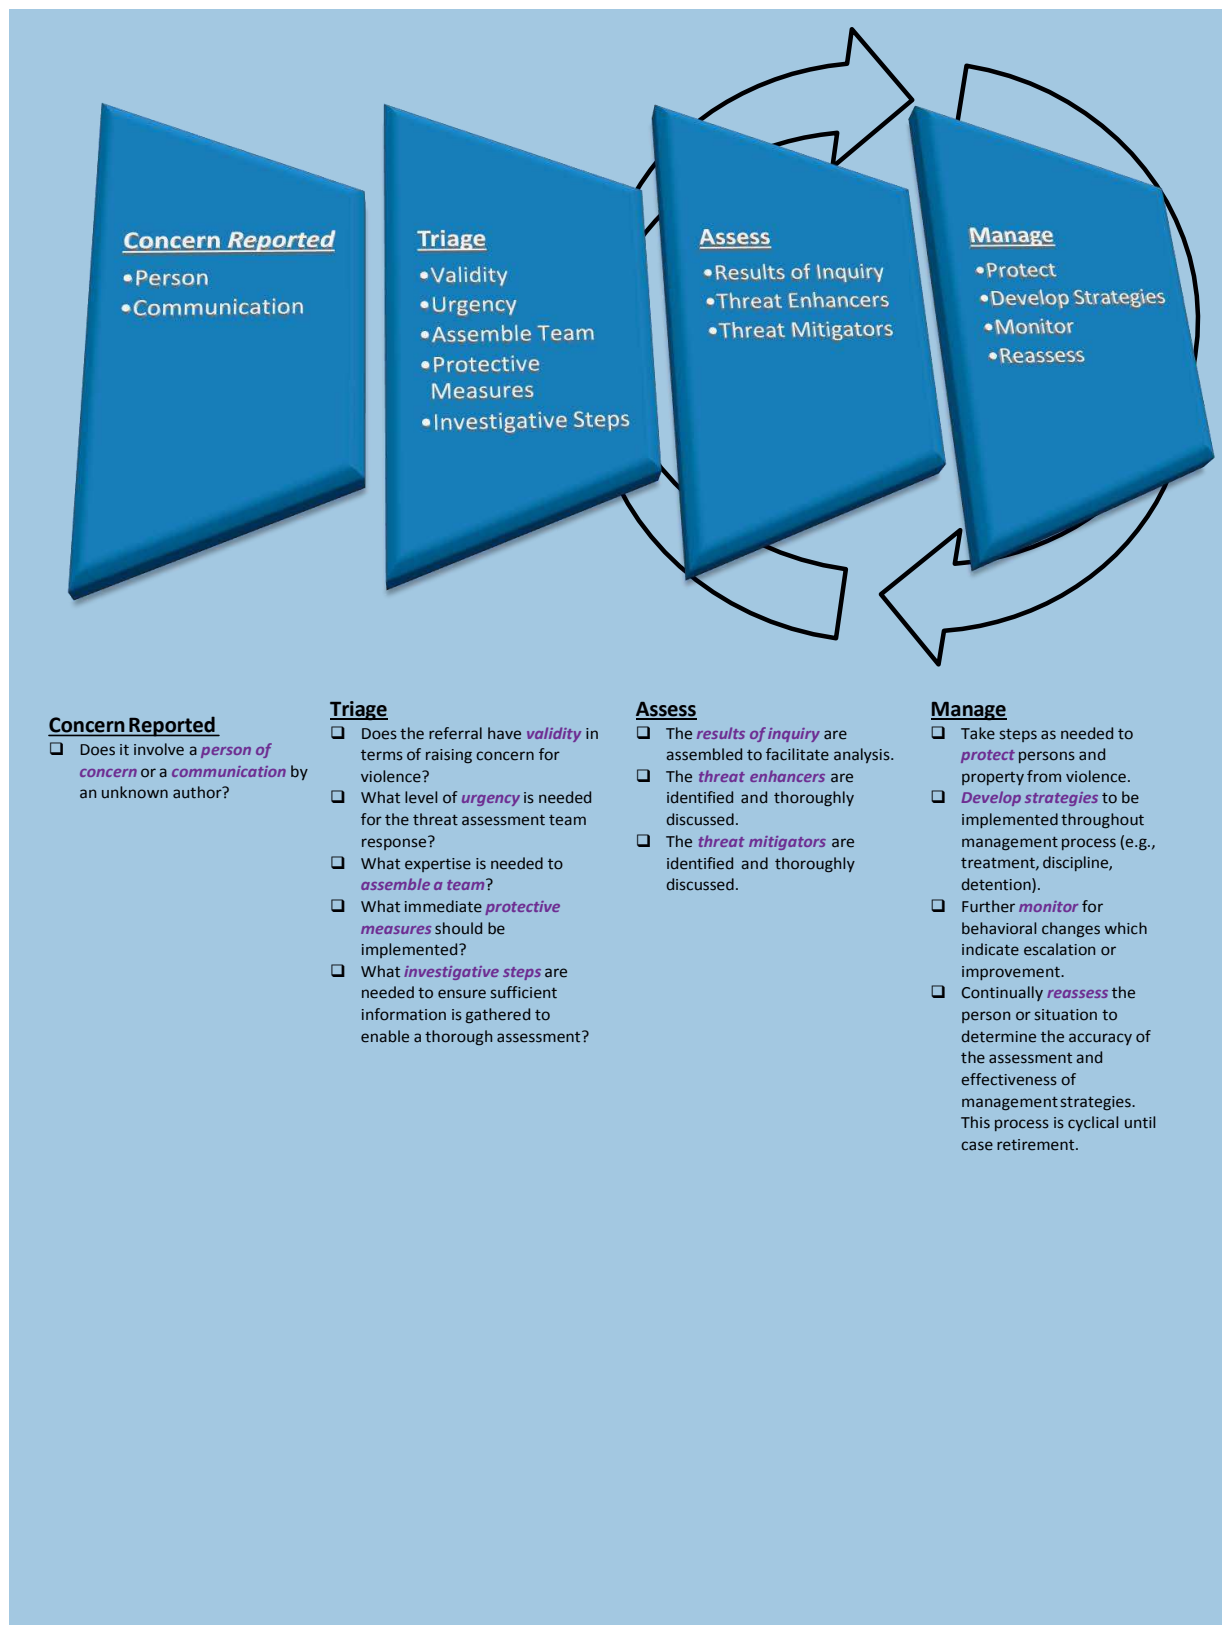 Concern Reported
•Person
•Communication
Triage
•Validity
•Urgency
•Assemble Team
•Protective
Measures
•Investigative Steps
Assess
•Results of Inquiry
•Threat Enhancers
•Threat Mitigators
Manage
•Protect
•Develop Strategies
•Monitor
•Reassess
Concern Reported
❑ Does it involve a person of
concern or a communication by
an unknown author?
Triage
❑ Does the referral have validity in
terms of raising concern for
violence?
❑ What level of urgency is needed
for the threat assessment team
response?
❑ What expertise is needed to
assemble a team?
❑ What immediate protective
measures should be
implemented?
❑ What investigative steps are
needed to ensure sufficient
information is gathered to
enable a thorough assessment?
Assess
❑ The results of inquiry are
assembled to facilitate analysis.
❑ The threat enhancers are
identified and thoroughly
discussed.
❑ The threat mitigators are
identified and thoroughly
discussed.
Manage
❑ Take steps as needed to
protect persons and
property from violence.
❑ Develop strategies to be
implemented throughout
management process (e.g.,
treatment, discipline,
detention).
❑ Further monitor for
behavioral changes which
indicate escalation or
improvement.
❑ Continually reassess the
person or situation to
determine the accuracy of
the assessment and
effectiveness of
management strategies.
This process is cyclical until
case retirement.